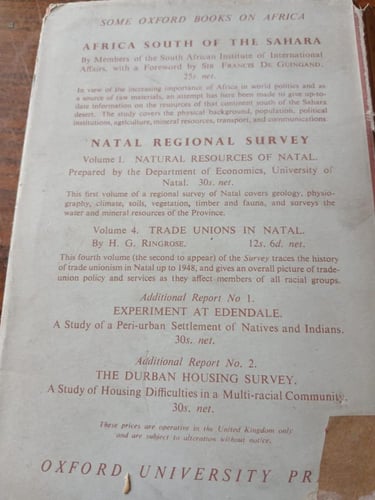 SOME OXFORD BOOKS ON AFRICA
AFRICA SOUTH OF THE SAHARA
By Members of the South African Institute of International
Affairs, with a Foreword by SIR FRANCIS DE GUINGAND.
25s. net.
In view of the increasing importance of Africa in world politics and as
a source of raw materials, an attempt has here been made to give up-to-
date information on the resources of that continent south of the Sahara
desert. The study covers the physical background, population, political
institutions, agriculture, mineral resources, transport, and communications
NATAL REGIONAL SURVEY
Volume 1. NATURAL RESOURCES OF NATAL.
Prepared by the Department of Economics, University of
Natal. 30s. net.
This first volume of a regional survey of Natal covers geology, physio-
graphy, climate, soils, vegetation, timber and fauna, and surveys the
water and mineral resources of the Province.
Volume 4. TRADE UNIONS IN NATAL.
By H. G. RINGROSE. 12s. 6d. net.
This fourth volume (the second to appear) of the Survey traces the history
of trade unionism in Natal up to 1948, and gives an overall picture of trade-
union policy and services as they affect members of all racial groups.
Additional Report No 1.
EXPERIMENT AT EDENDALE.
A Study of a Peri-urban Settlement of Natives and Indians.
30s. net.
Additional Report No. 2.
THE DURBAN HOUSING SURVEY.
A Study of Housing Difficulties in a Multi-racial Community.
30s. net.
These prices are operative in the United Kingdom only
and are subject to alteration without notice.
OXFORD UNIVERSITY PR